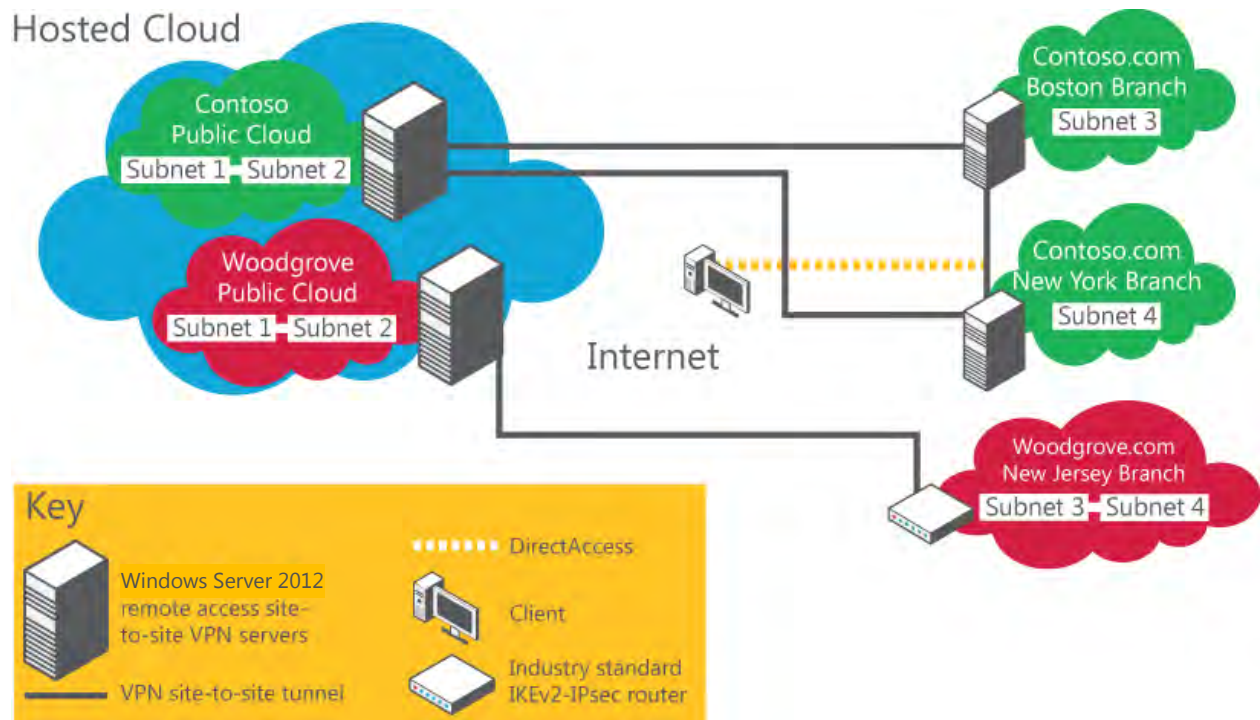 Hosted Cloud
Contoso
Public Cloud
Subnet 1
Subnet 2
Woodgrove
Public Cloud
Subnet 1
Subnet 2
Internet
Contoso.com
Boston Branch
Subnet 3
Contoso.com
New York Branch
Subnet 4
Woodgrove.com
New Jersey Branch
Subnet 3
Subnet 4
Key
Windows Server 2012
remote access site-
to-site VPN servers
VPN site-to-site tunnel
DirectAccess
Client
Industry standard
IKEv2-IPsec router